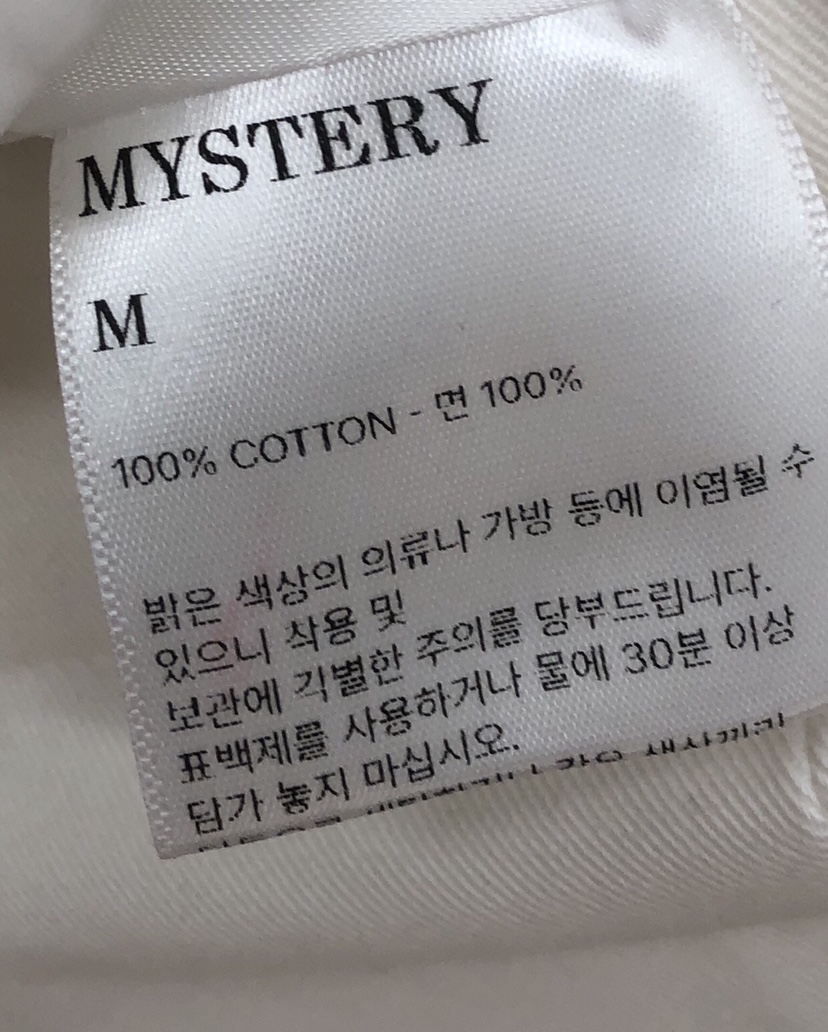 MYSTERY
M
100% COTTON - 면 100%
밝은 색상의 의류나 가방 등에 이염될 수
있으니 착용 및
보관에 각별한 주의를 당부드립니다.
표백제를 사용하거나 물에 30분 이상
담가 놓지 마십시오.